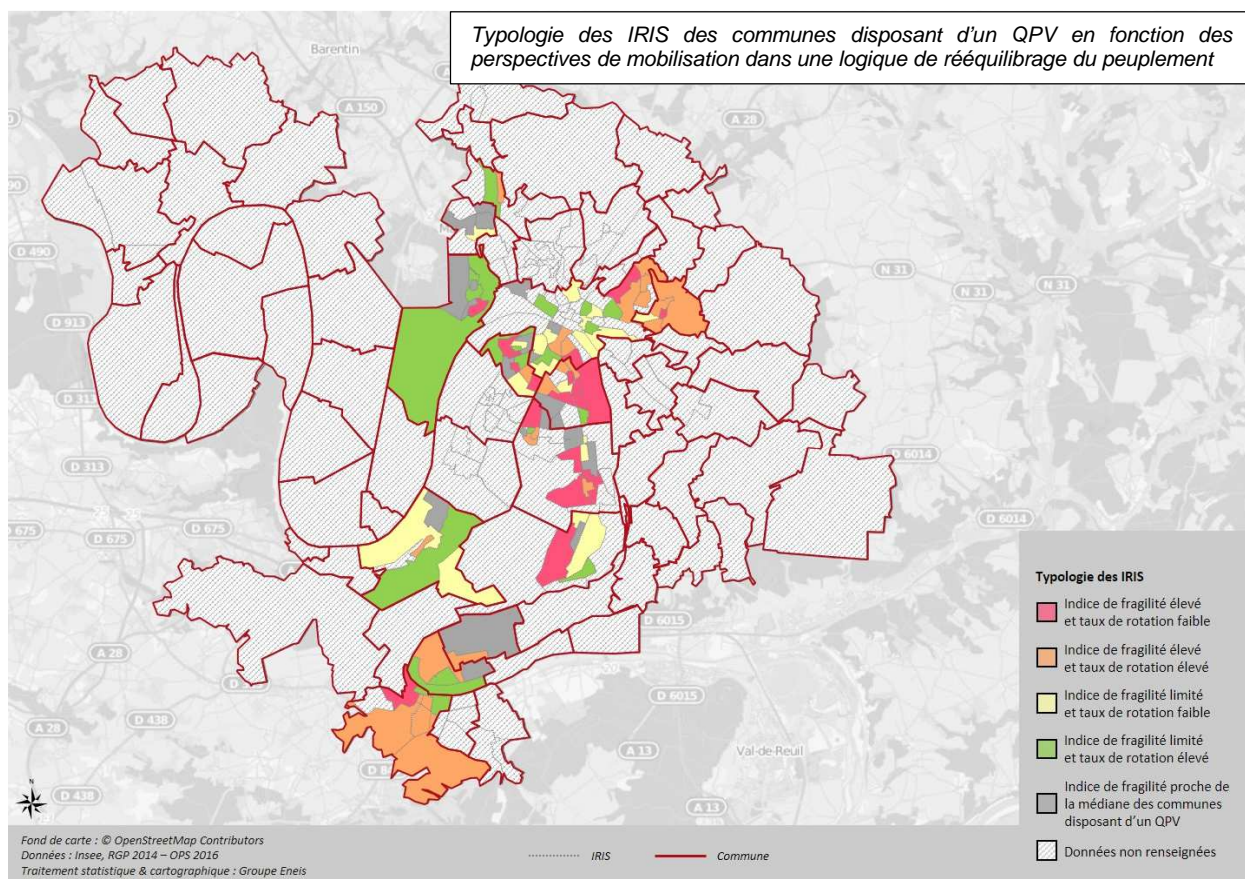 Typologie des IRIS des communes disposant d'un QPV en fonction des
perspectives de mobilisation dans une logique de rééquilibrage du peuplement
Barentin
A 150
A 28
D 490
N 31
N 31
D 913
D 313
D 313
D 6014
D 675
D 6014
D 6015
A 28
D 6015
D 438
A 28
A 13
Val-de-Reuil
D 438
A 13
Typologie des IRIS
Indice de fragilité élevé
et taux de rotation faible
Indice de fragilité élevé
et taux de rotation élevé
Indice de fragilité limité
et taux de rotation faible
Indice de fragilité limité
et taux de rotation élevé
Indice de fragilité proche de
la médiane des communes
disposant d'un QPV
Données non renseignées
N
Fond de carte : © OpenStreetMap Contributors
Données : Insee, RGP 2014 – OPS 2016
Traitement statistique & cartographique : Groupe Eneis
IRIS
Commune